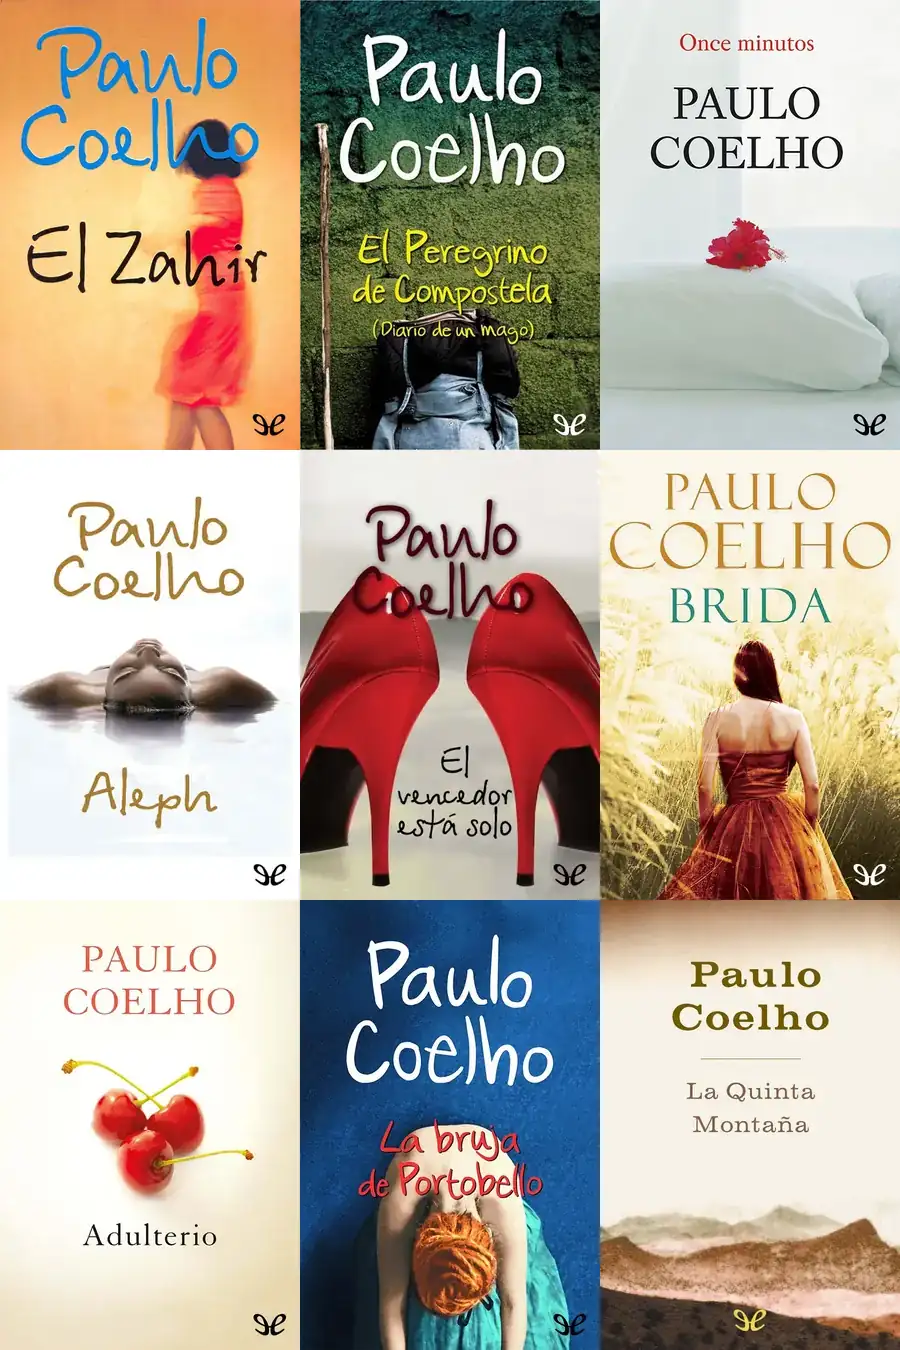 Paulo
Coelho
El Zahir
Paulo
Coelho
El Peregrino
de Compostela
(Diario de un mago)
Once minutos
PAULO
COELHO
Paulo
Coelho
Aleph
Paulo
Coelho
El
vencedor
está solo
PAULO
COELHO
BRIDA
PAULO
COELHO
Adulterio
Paulo
Coelho
La bruja
de Portobello
Paulo
Coelho
La Quinta
Montaña